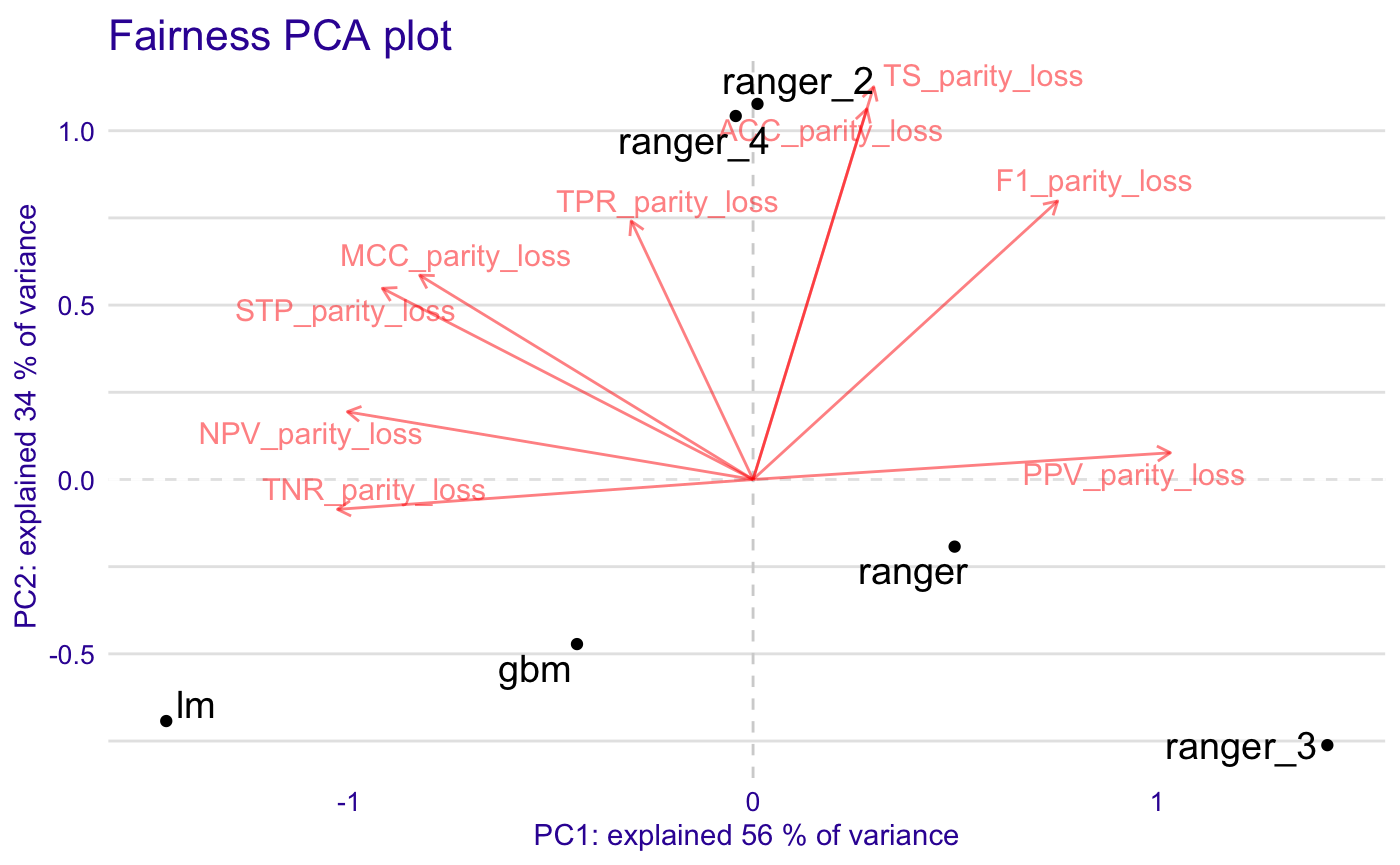 Fairness PCA plot
ranger_2
TS_parity_loss
ACC_parity_loss
ranger_4
F1_parity_loss
TPR_parity_loss
MCC_parity_loss
STP_parity_loss
NPV_parity_loss
PPV_parity_loss
TNR_parity_loss
ranger
gbm
lm
ranger_3
1.0
0.5
0.0
-0.5
PC2: explained 34 % of variance
-1
0
1
PC1: explained 56 % of variance